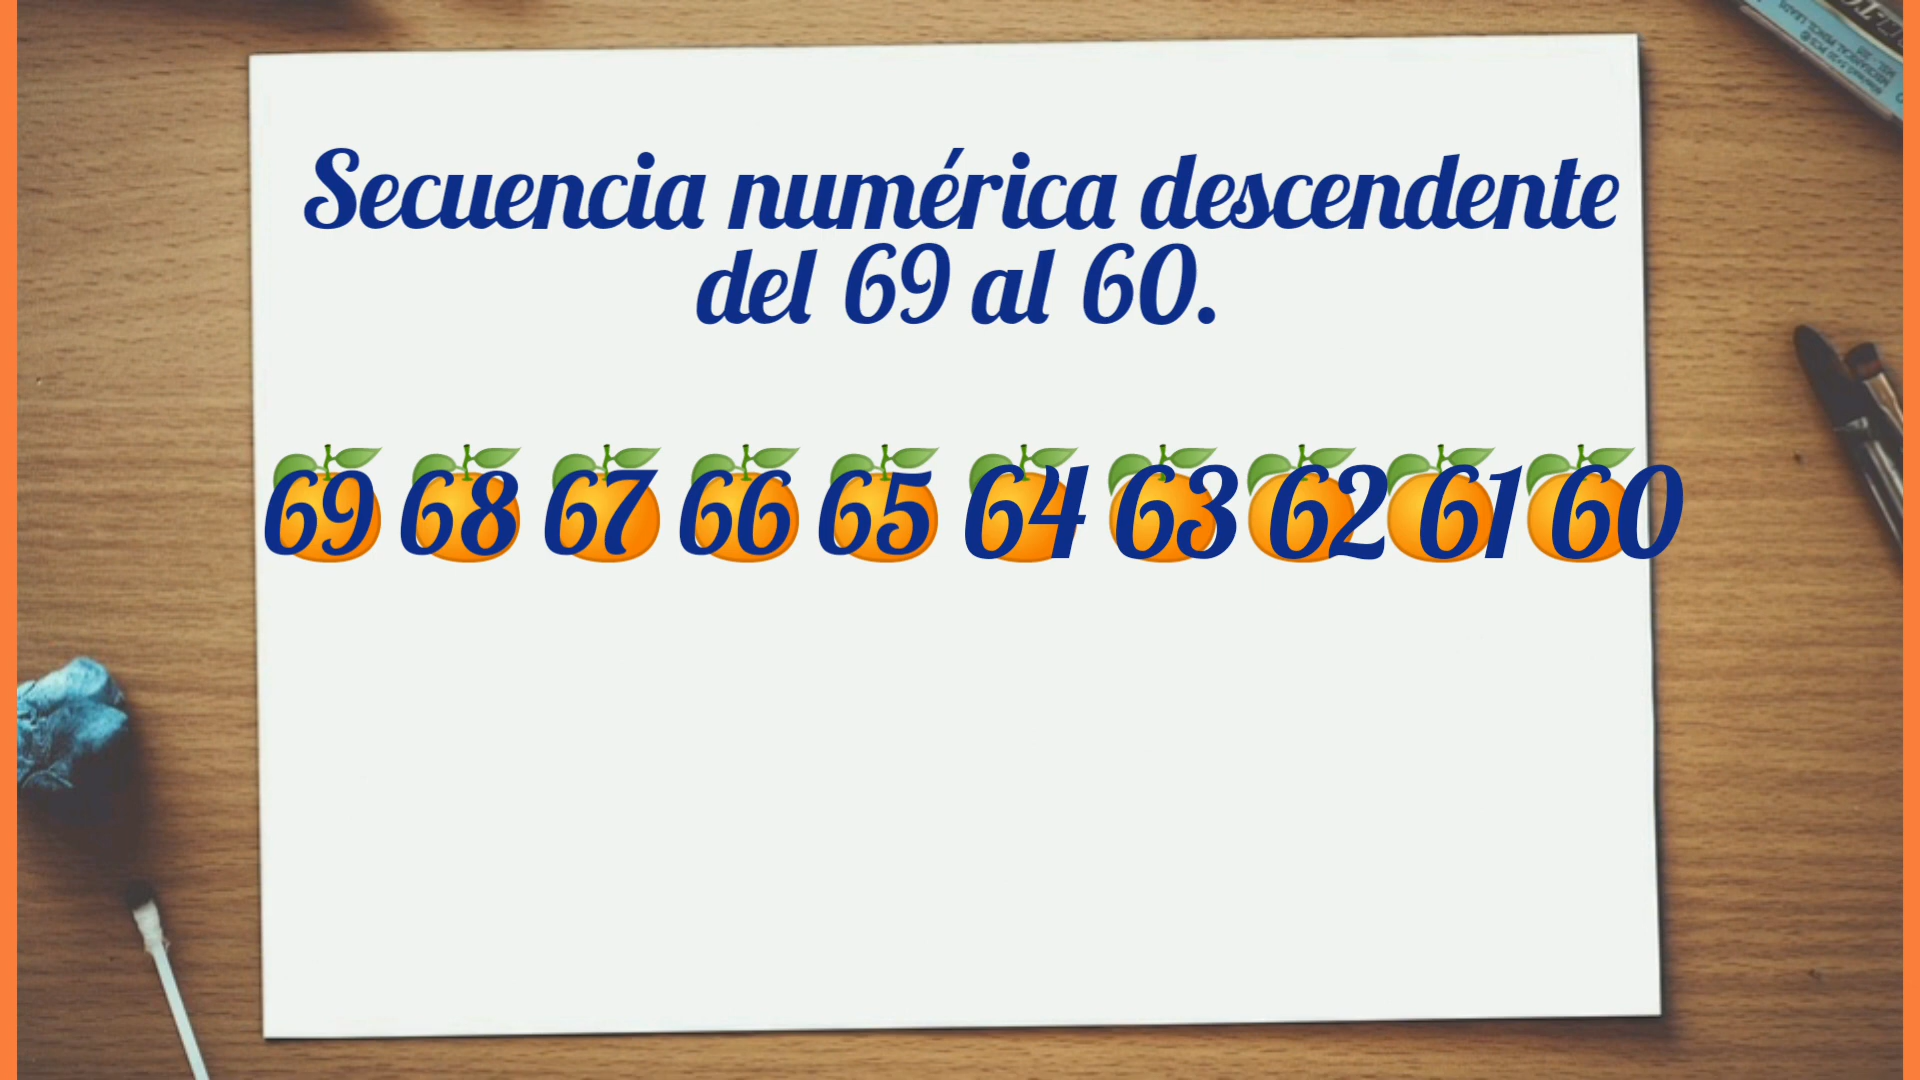 Secuencia numérica descendente
del 69 al 60.
69 68 67 66 65 64 63 62 61 60